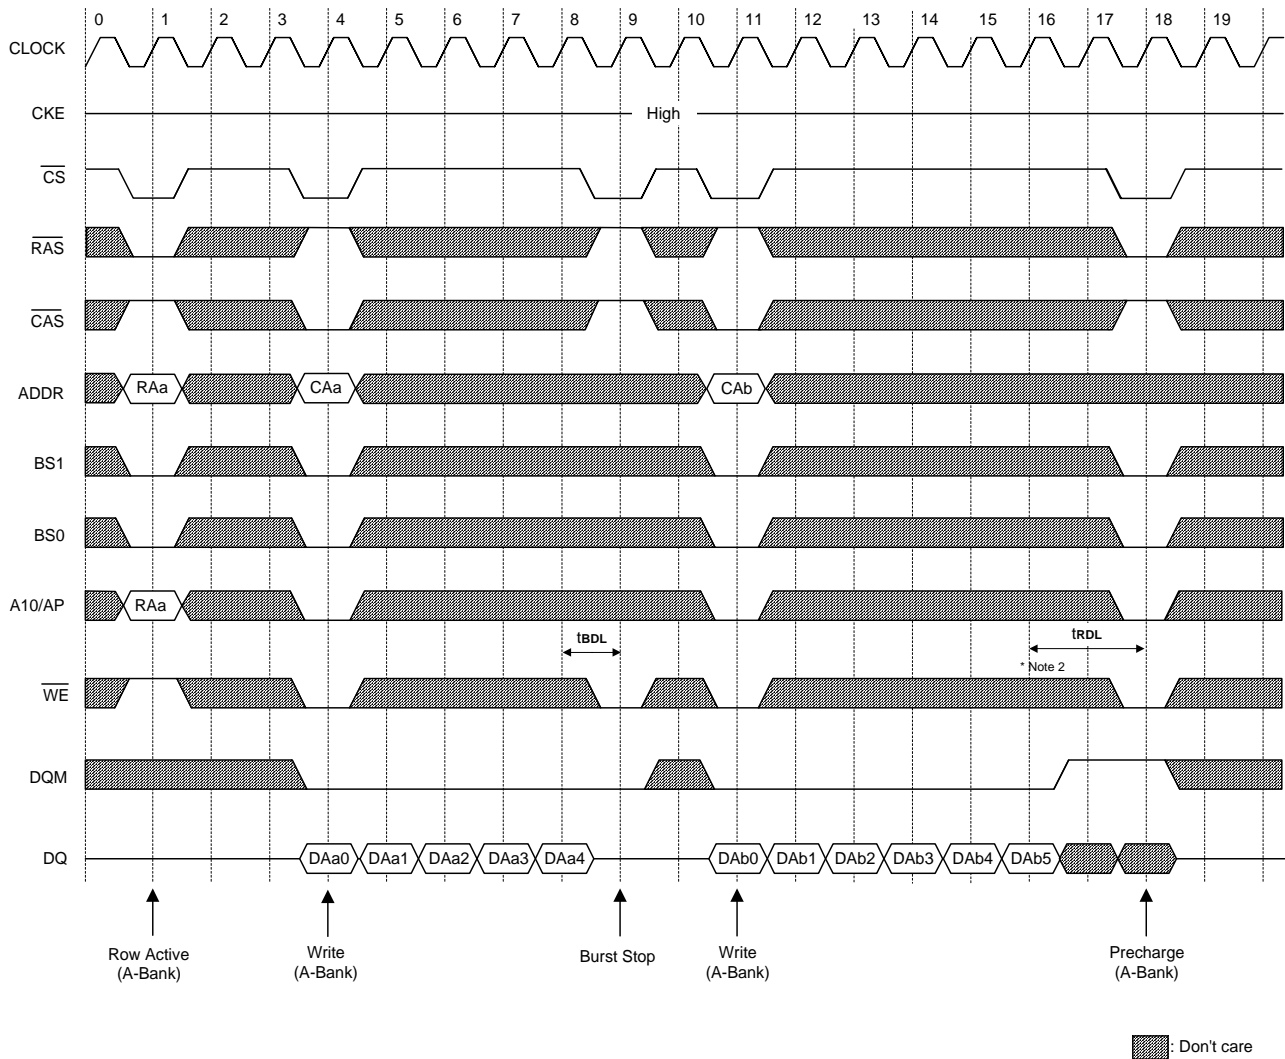 0 1 2 3 4 5 6 7 8 9 10 11 12 13 14 15 16 17 18 19
CLOCK
CKE High
CS
RAS
CAS
ADDR RAa CAa CAb
BS1
BS0
A10/AP RAa
tBDL tRDL
* Note 2
WE
DQM
DQ DAa0 DAa1 DAa2 DAa3 DAa4 DAb0 DAb1 DAb2 DAb3 DAb4 DAb5
Row Active Write Burst Stop Write Precharge
(A-Bank) (A-Bank) (A-Bank) (A-Bank)
: Don't care